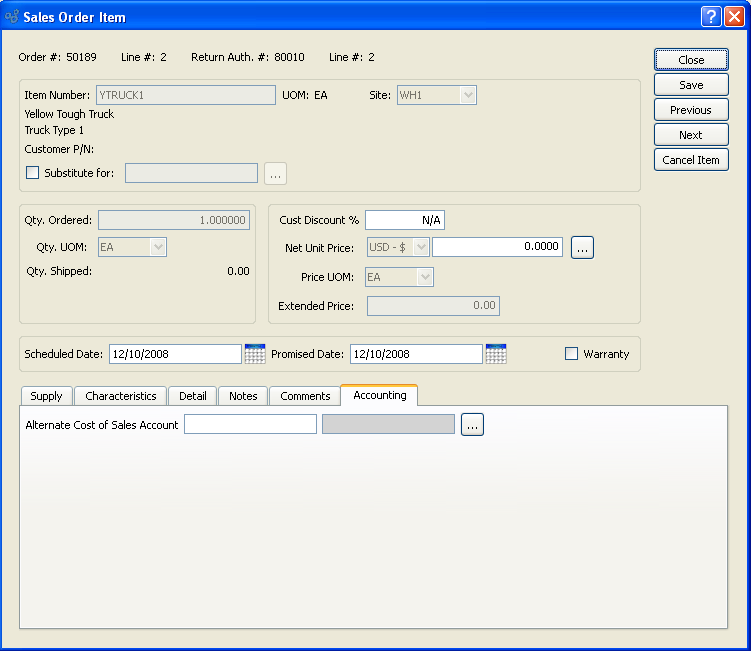 Sales Order Item
Order #: 50189 Line #: 2 Return Auth. #: 80010 Line #: 2
Close
Save
Previous
Next
Cancel Item
Item Number: YTRUCK1 UOM: EA Site: WH1
Yellow Tough Truck
Truck Type 1
Customer P/N:
Substitute for: ...
Qty. Ordered: 1.000000
Qty. UOM: EA
Qty. Shipped: 0.00
Cust Discount % N/A
Net Unit Price: USD - $ 0.0000 ...
Price UOM: EA
Extended Price: 0.00
Scheduled Date: 12/10/2008 Promised Date: 12/10/2008 Warranty
Supply Characteristics Detail Notes Comments Accounting
Alternate Cost of Sales Account ...